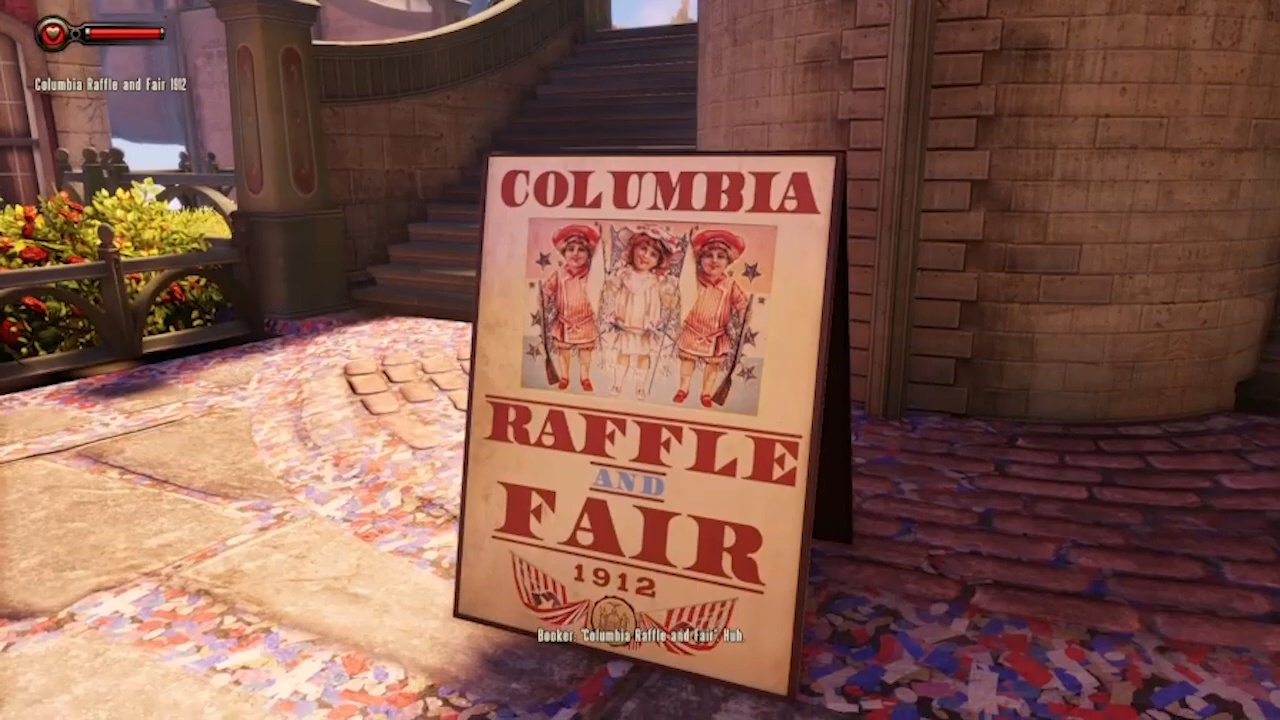 Columbia Raffle and Fair 1912
COLUMBIA
RAFFLE
AND
FAIR
1912
Booker: "Columbia Raffle and Fair". Huh.